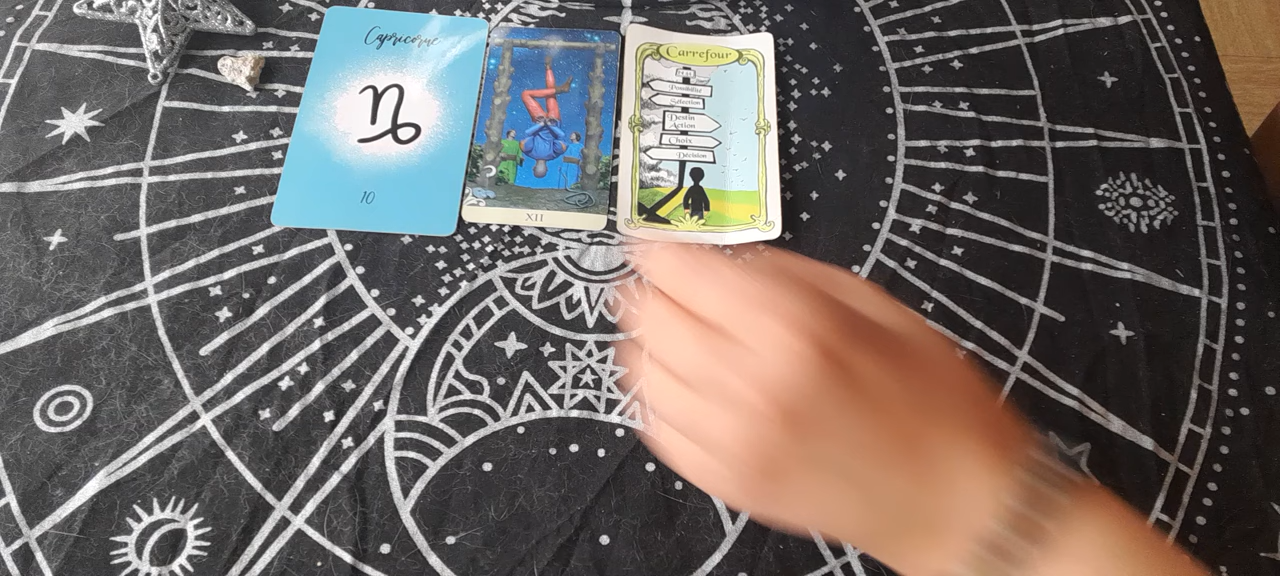 Capricorne
10
XII
Carrefour
Possibilité
Sélection
Destin
Action
Choix
Décision